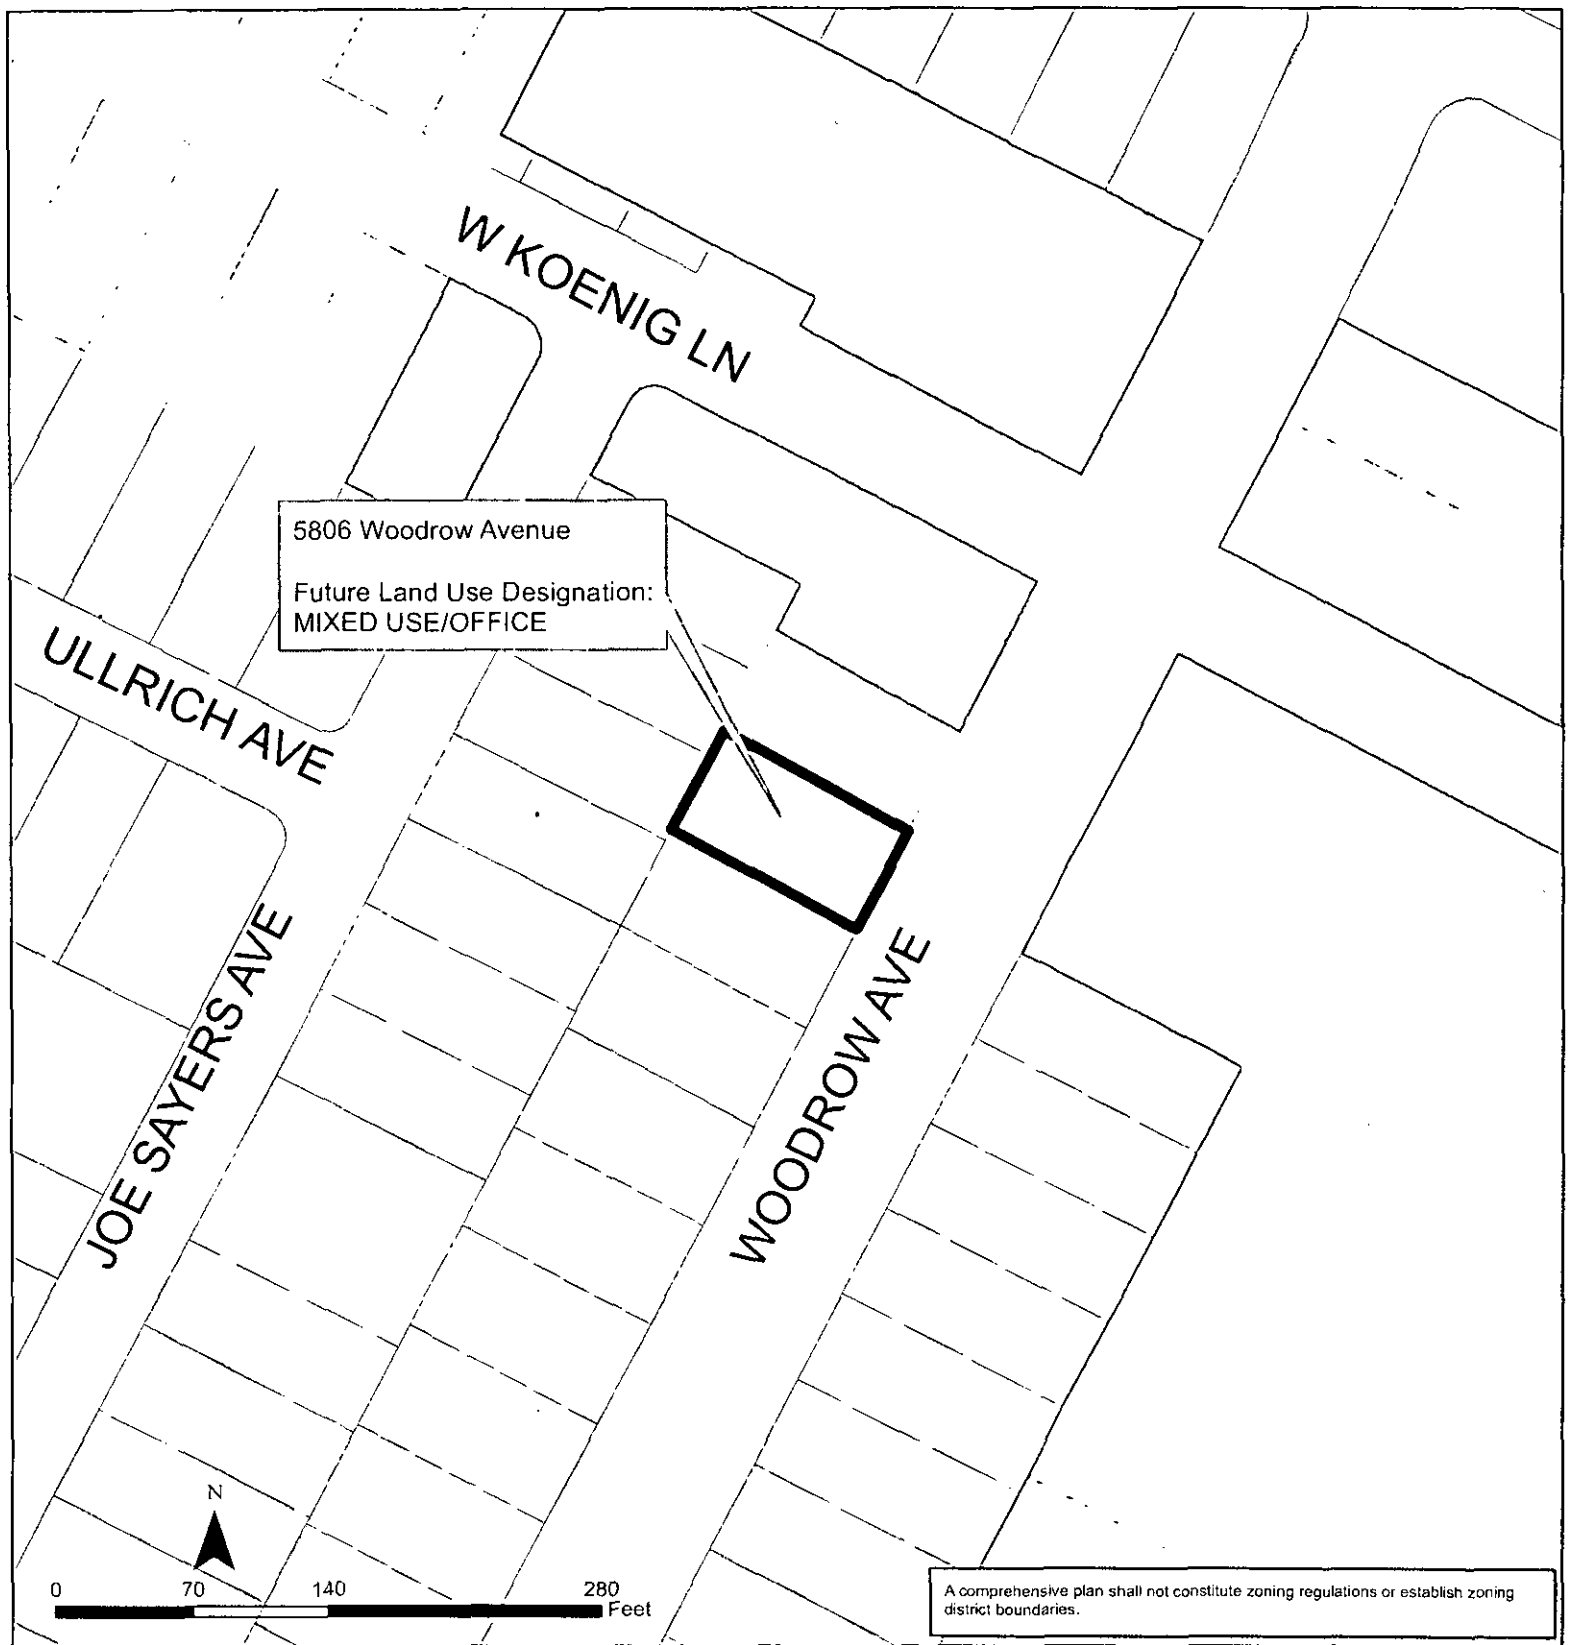 W KOENIG LN
5806 Woodrow Avenue
Future Land Use Designation:
MIXED USE/OFFICE
ULLRICH AVE
JOE SAYERS AVE
WOODROW AVE
N
0 70 140 280
Feet
A comprehensive plan shall not constitute zoning regulations or establish zoning
district boundaries.